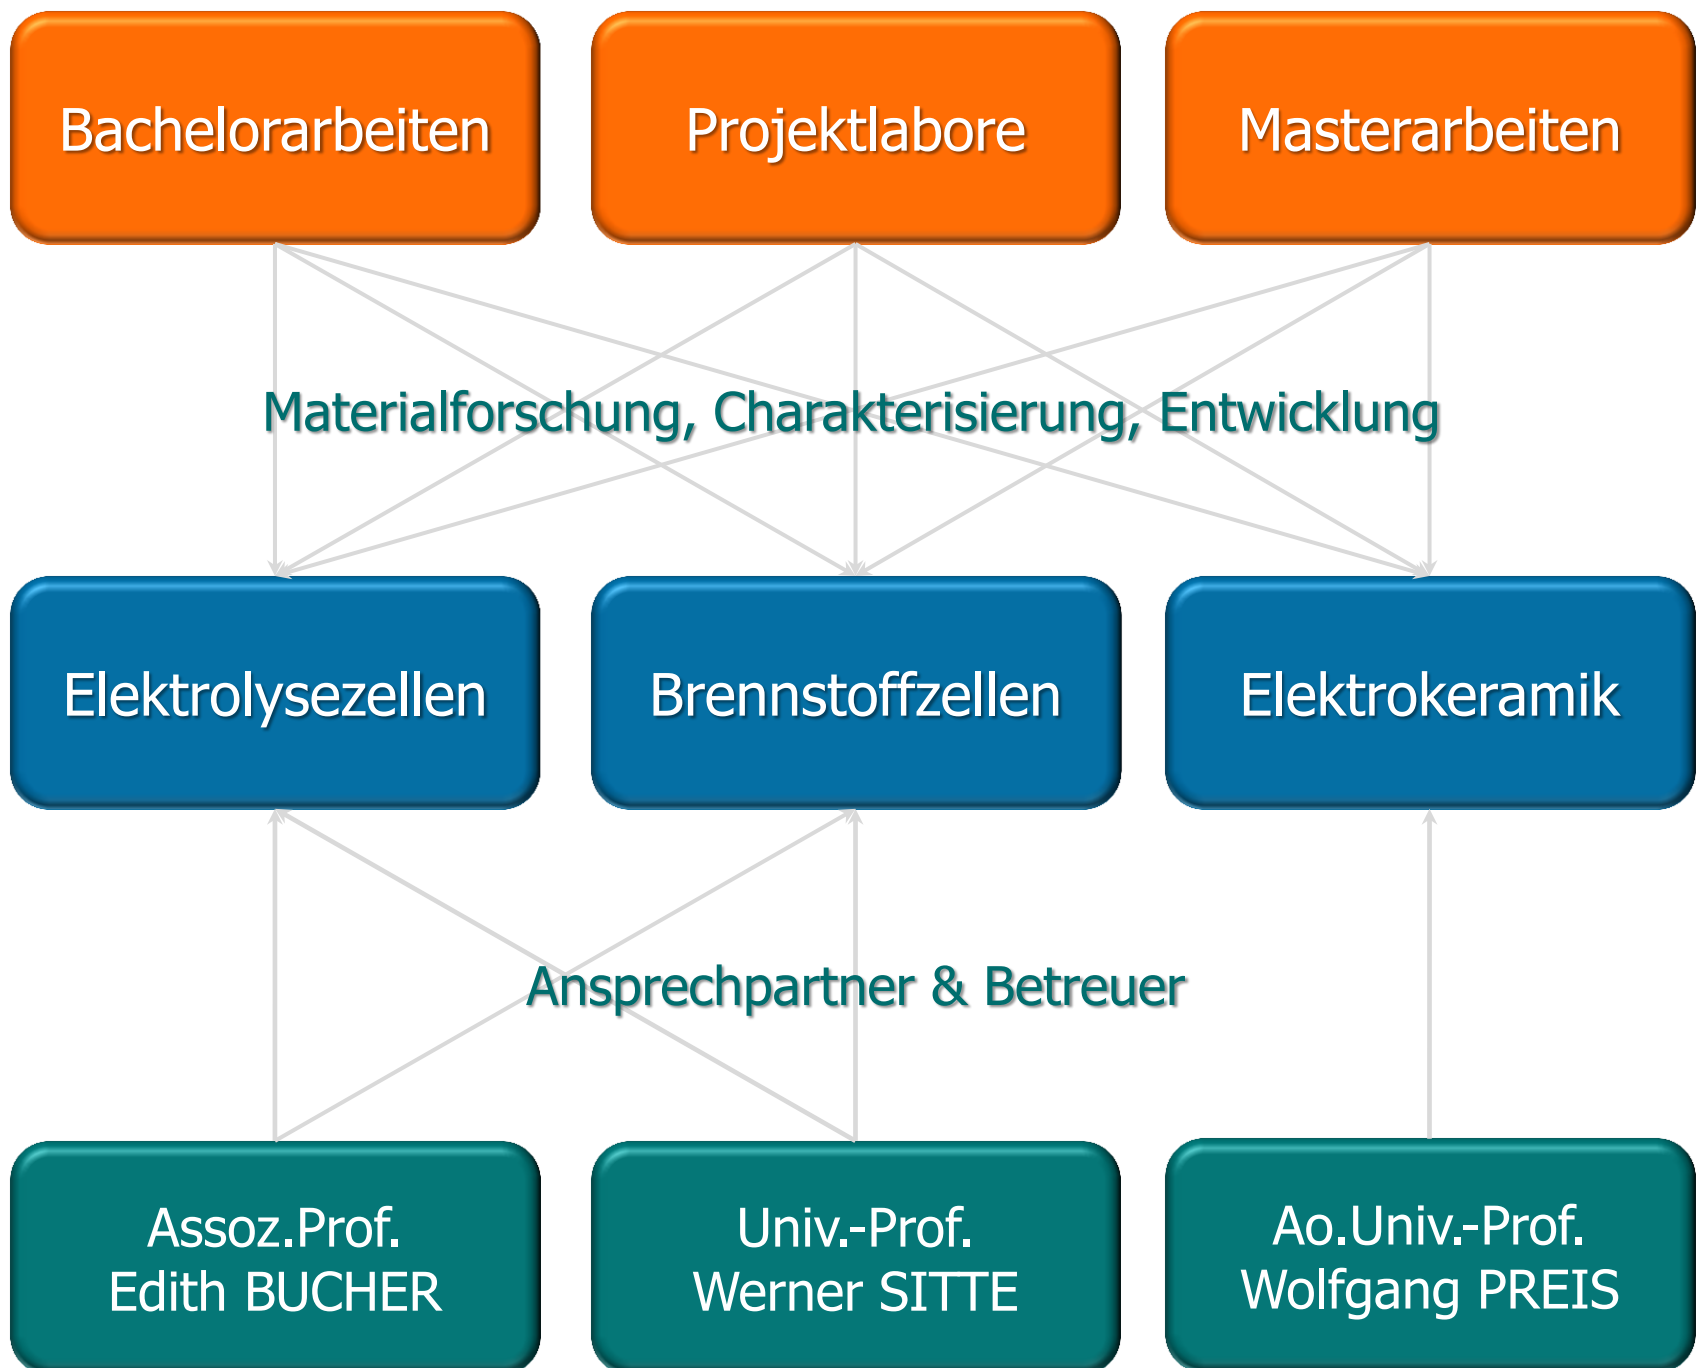 Bachelorarbeiten
Projektlabore
Masterarbeiten
Materialforschung, Charakterisierung, Entwicklung
Elektrolysezellen
Brennstoffzellen
Elektrokeramik
Ansprechpartner & Betreuer
Assoz.Prof.
Edith BUCHER
Univ.-Prof.
Werner SITTE
Ao.Univ.-Prof.
Wolfgang PREIS